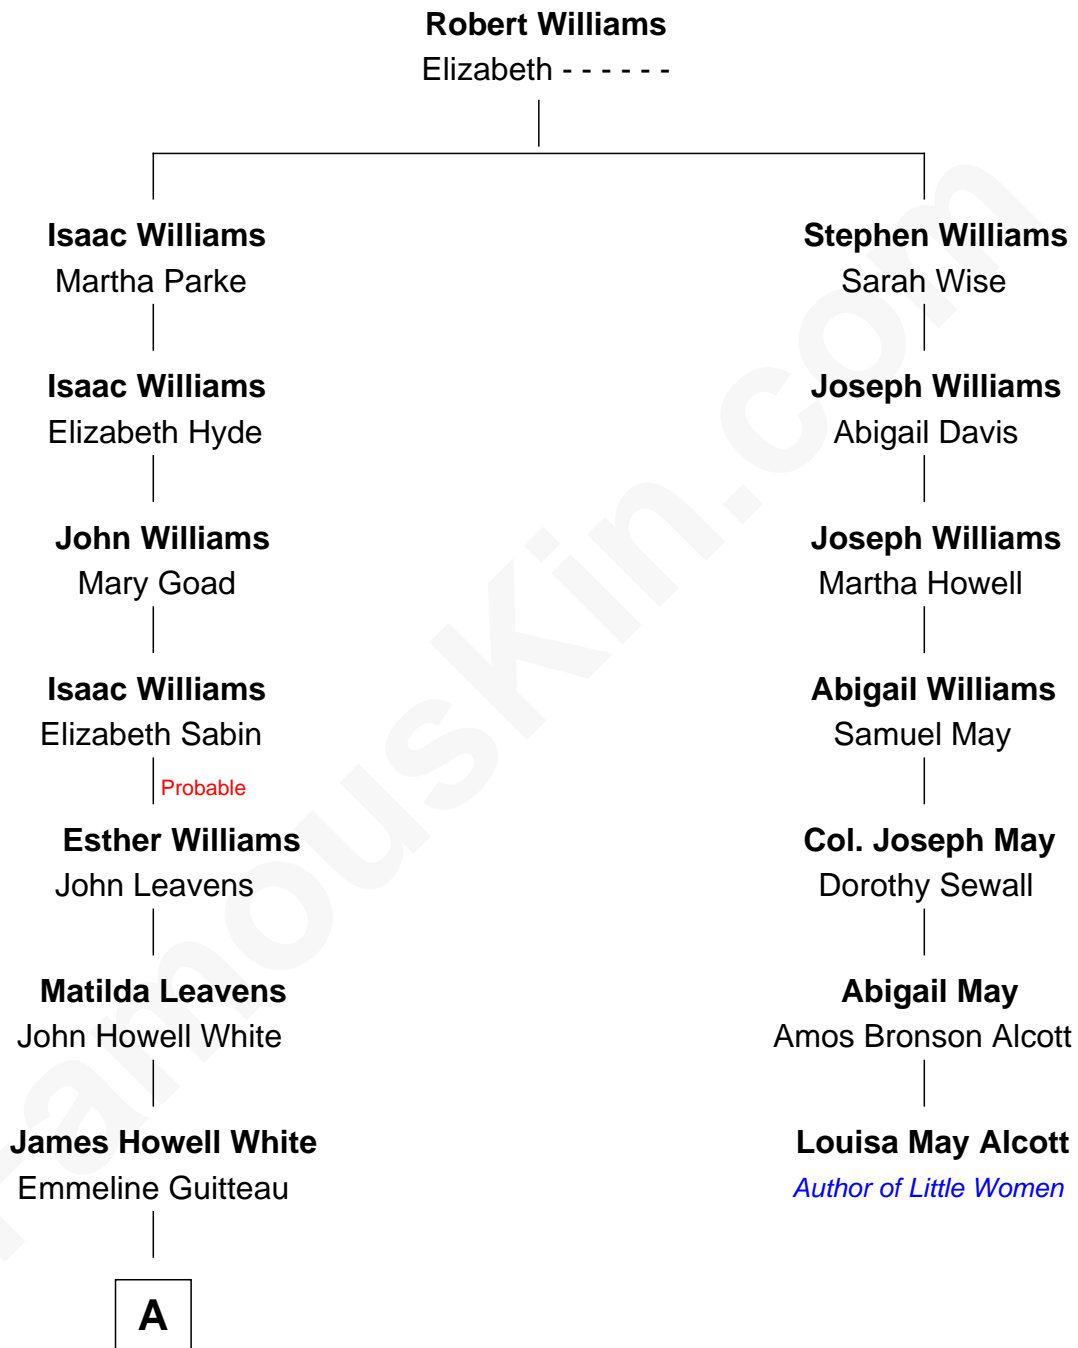 Robert Williams
Elizabeth - - - - - -
Isaac Williams
Martha Parke
Stephen Williams
Sarah Wise
Isaac Williams
Elizabeth Hyde
Joseph Williams
Abigail Davis
John Williams
Mary Goad
Joseph Williams
Martha Howell
Isaac Williams
Elizabeth Sabin
Abigail Williams
Samuel May
Probable
Esther Williams
John Leavens
Col. Joseph May
Dorothy Sewall
Matilda Leavens
John Howell White
Abigail May
Amos Bronson Alcott
James Howell White
Emmeline Guitteau
Louisa May Alcott
Author of Little Women
A
FamousKin.com